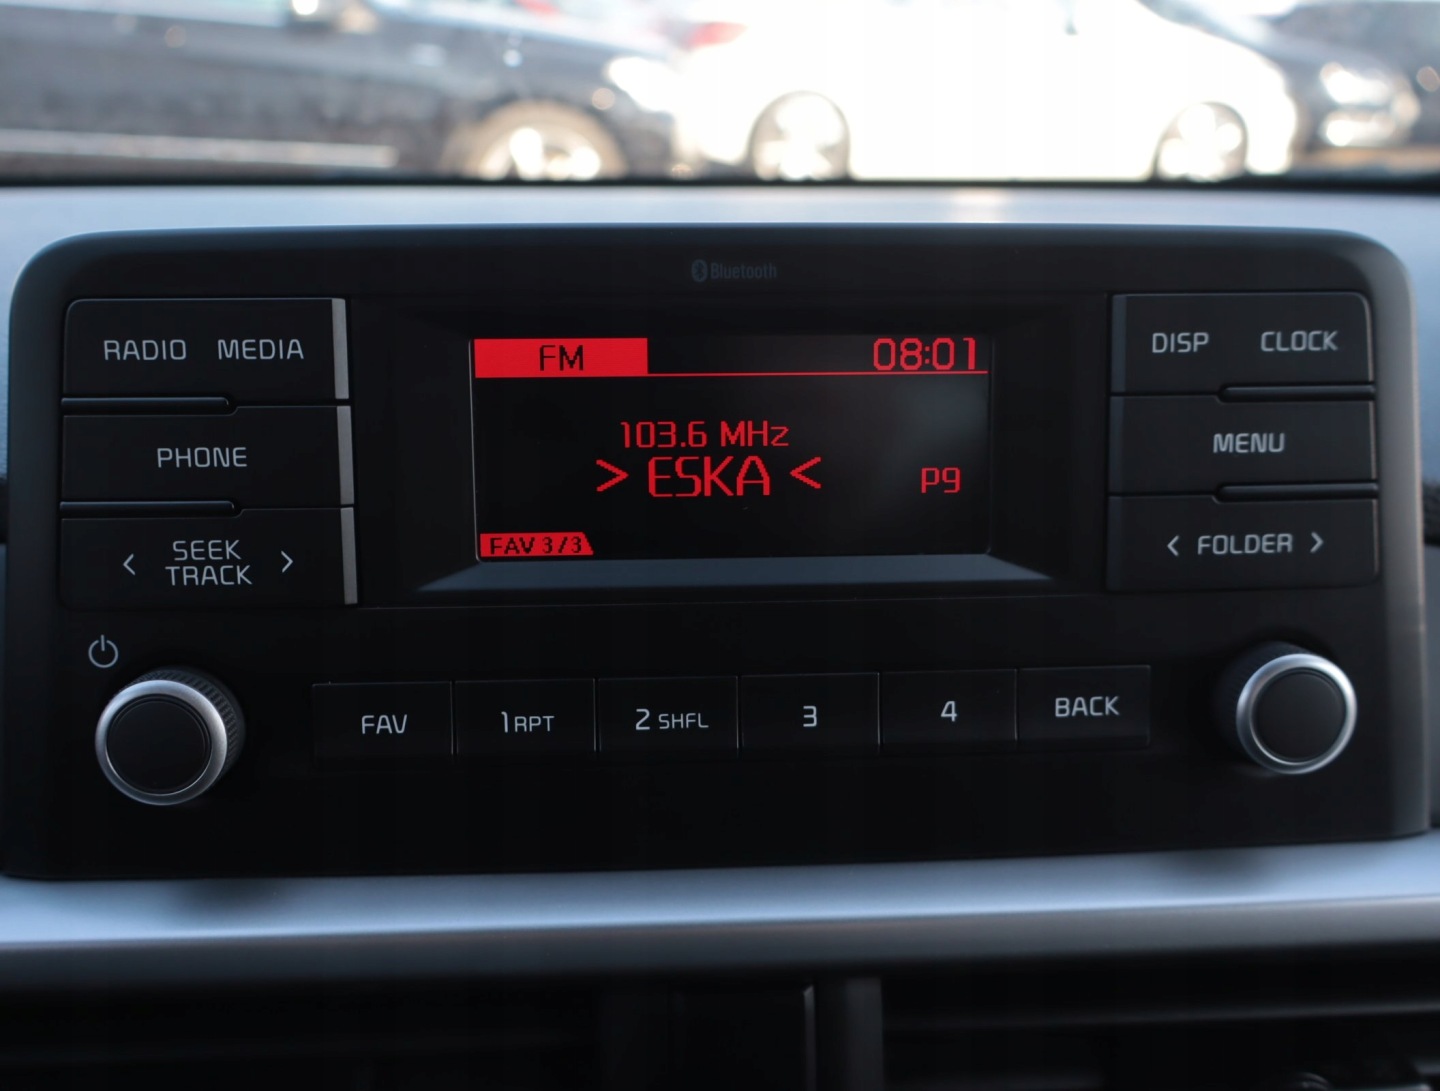 Bluetooth
RADIO MEDIA
FM 08:01
DISP CLOCK
103.6 MHz
> ESKA < P9
PHONE
MENU
FAV 3/3
< SEEK TRACK >
< FOLDER >
FAV
1 RPT
2 SHFL
3
4
BACK